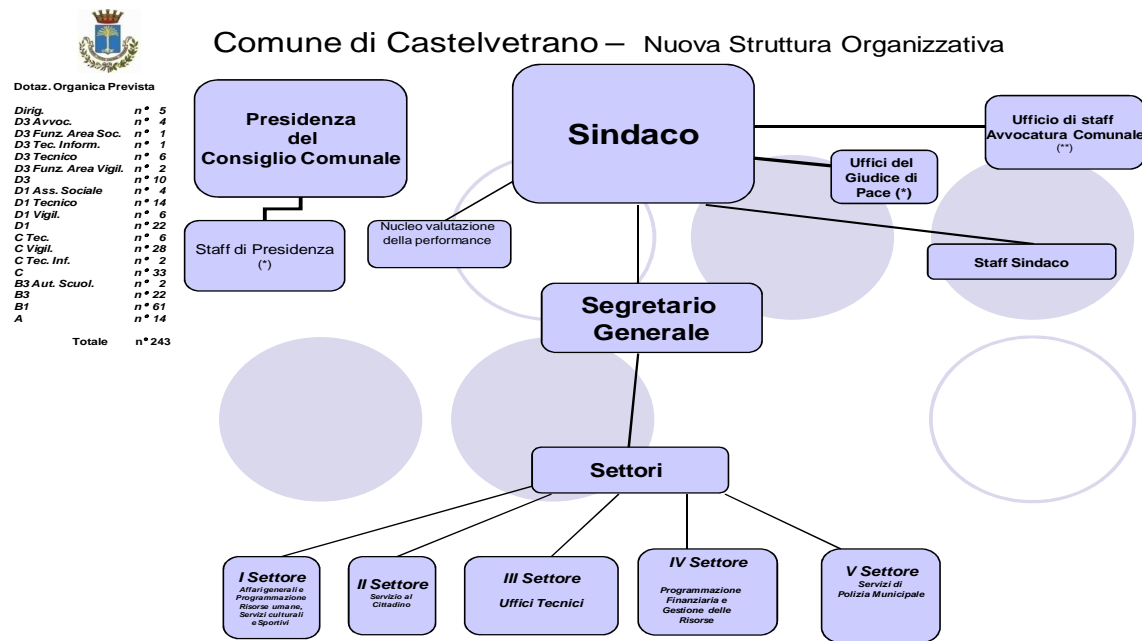 Comune di Castelvetrano – Nuova Struttura Organizzativa
Dotaz. Organica Prevista
Dirig. n° 5
D3 Avvoc. n° 4
D3 Funz. Area Soc. n° 1
D3 Tec. Inform. n° 1
D3 Tecnico n° 6
D3 Funz. Area Vigil. n° 2
D3 n° 10
D1 Ass. Sociale n° 4
D1 Tecnico n° 14
D1 Vigil. n° 6
D1 n° 22
C Tec. n° 6
C Vigil. n° 28
C Tec. Inf. n° 2
C n° 33
B3 Aut. Scuol. n° 2
B3 n° 22
B1 n° 61
A n° 14
Totale n° 243
Presidenza
del
Consiglio Comunale
Staff di Presidenza
(*)
Sindaco
Nucleo valutazione
della performance
Uffici del
Giudice di
Pace (*)
Ufficio di staff
Avvocatura Comunale
(**)
Staff Sindaco
Segretario
Generale
Settori
I Settore
Affari generali e
Programmazione
Risorse umane,
Servizi culturali
e Sportivi
II Settore
Servizio al
Cittadino
III Settore
Uffici Tecnici
IV Settore
Programmazione
Finanziaria e
Gestione delle
Risorse
V Settore
Servizi di
Polizia Municipale